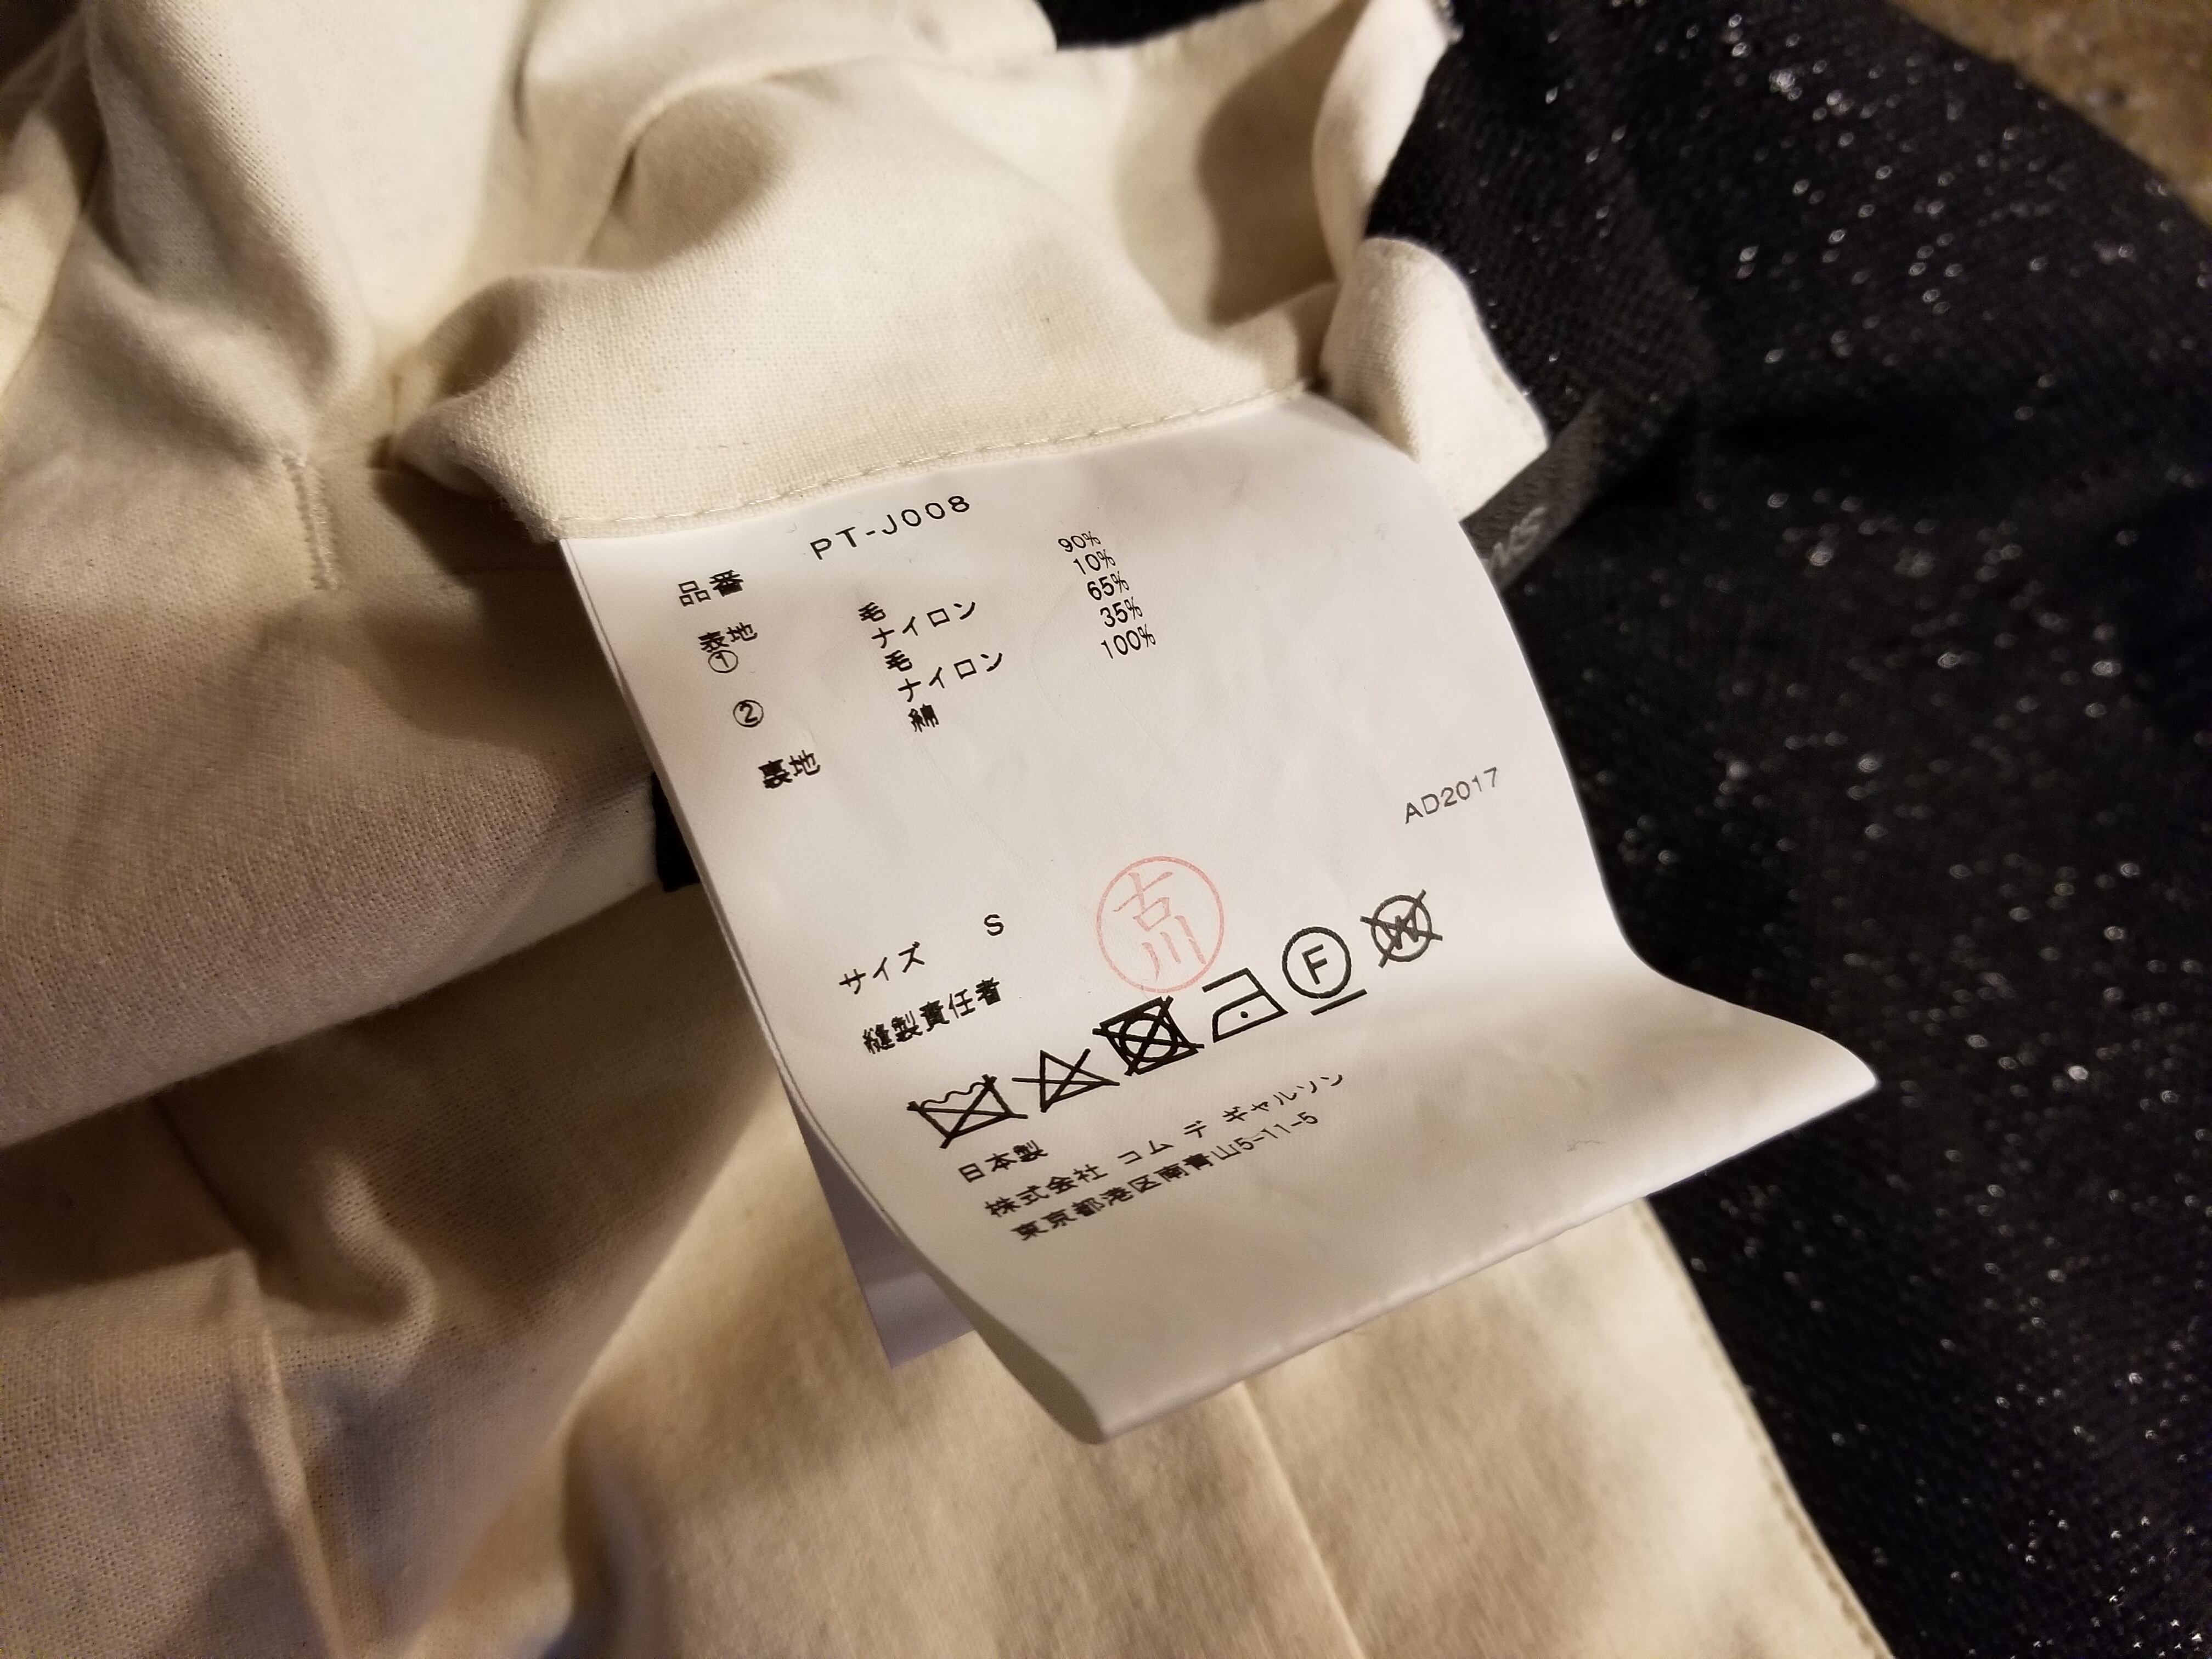 品番 PT-J008
表地
① 毛 90%
ナイロン 10%
② 毛 65%
ナイロン 35%
裏地 綿 100%
AD2017
サイズ S
縫製責任者
F
W
日本製
株式会社 コム デ ギャルソン
東京都港区南青山5-11-5